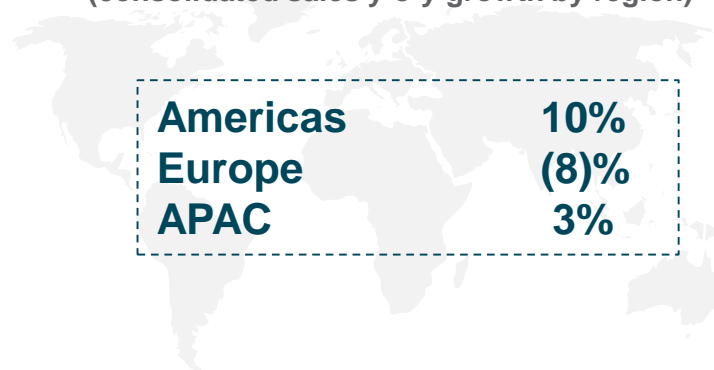 (consolidated sales y-o-y growth by region)
Americas 10%
Europe (8)%
APAC 3%